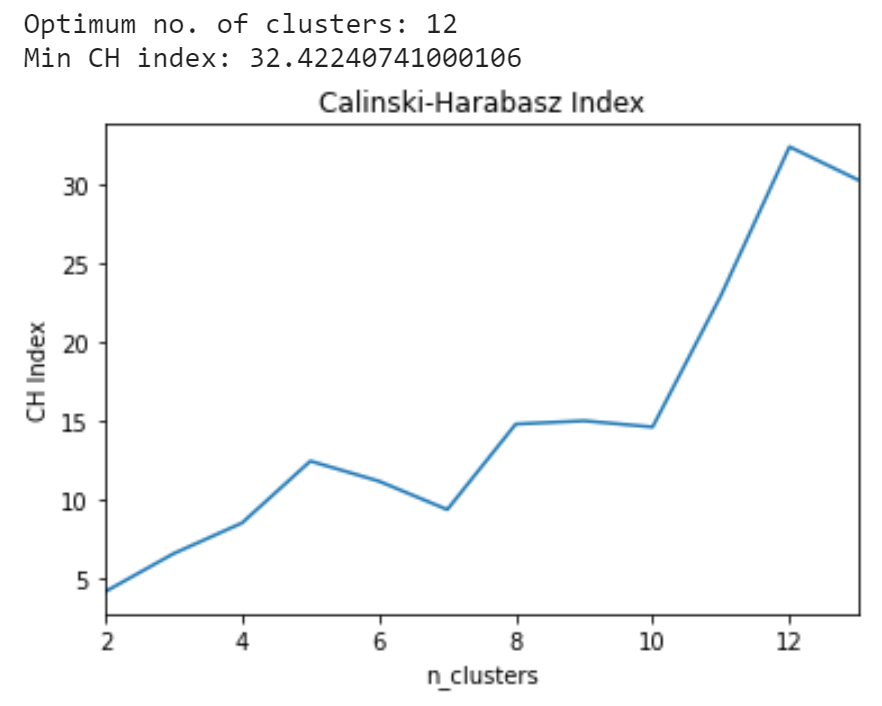 Optimum no. of clusters: 12
Min CH index: 32.42240741000106
Calinski-Harabasz Index
30
25
20
15
10
5
CH Index
2 4 6 8 10 12
n_clusters